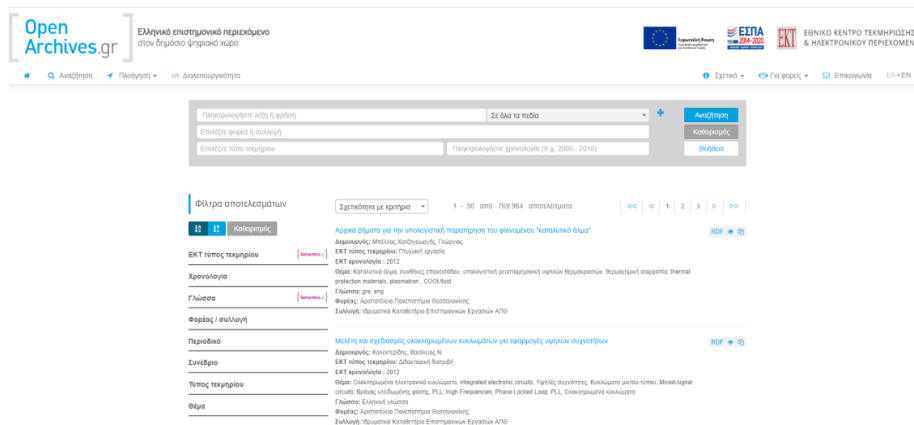 Open
Archives.gr
Ελληνικό επιστημονικό περιεχόμενο
στον δημόσιο ψηφιακό χώρο
Ευρωπαϊκή Ένωση
ΕΣΠΑ
2014-2020
ΕΚΤ
ΕΘΝΙΚΟ ΚΕΝΤΡΟ ΤΕΚΜΗΡΙΩΣΗΣ
& ΗΛΕΚΤΡΟΝΙΚΟΥ ΠΕΡΙΕΧΟΜΕΝ
Αναζήτηση Πλοήγηση Διαλειτουργικότητα Σχετικά Για φορείς Επικοινωνία ΕΛ • EN
Πληκτρολογήστε λέξη ή φράση Σε όλα τα πεδία + Αναζήτηση
Επιλέξτε φορέα ή συλλογή Καθαρισμός
Επιλέξτε τύπο τεκμηρίου Πληκτρολογήστε χρονολογία (π.χ. 2000 - 2010) Βοήθεια
Φίλτρα αποτελεσμάτων
Καθαρισμός
ΕΚΤ τύπος τεκμηρίου Semantics.gr
Χρονολογία
Γλώσσα Semantics.gr
Φορέας / συλλογή
Περιοδικό
Συνέδριο
Τύπος τεκμηρίου
Θέμα
Σχετικότητα με κριτήρια 1 - 30 από 769.984 αποτελέσματα << < 1 2 3 > >>
Αρχικά βήματα για την υπολογιστική παρατήρηση του φαινομένου "καταλυτικό άλμα" RDF
Δημιουργός: Μπέλλας Χατζηγεωργής, Γεώργιος
ΕΚΤ τύπος τεκμηρίου: Πτυχιακή εργασία
ΕΚΤ χρονολογία : 2012
Θέμα: Καταλυτικό άλμα, συνθήκες επανεισόδου, υπολογιστική ρευστομηχανική υψηλών θερμοκρασιών, θερμοχημική ισορροπία, thermal
protection materials, plasmatron , COOLfluid
Γλώσσα: gre, eng
Φορέας: Αριστοτέλειο Πανεπιστήμιο Θεσσαλονίκης
Συλλογή: Ιδρυματικό Καταθετήριο Επιστημονικών Εργασιών ΑΠΘ
Μελέτη και σχεδιασμός ολοκληρωμένων κυκλωμάτων για εφαρμογές υψηλών συχνοτήτων RDF
Δημιουργός: Καλεντερίδης, Βασίλειος Ν.
ΕΚΤ τύπος τεκμηρίου: Διδακτορική διατριβή
ΕΚΤ χρονολογία : 2012
Θέμα: Ολοκληρωμένα ηλεκτρονικά κυκλώματα, Integrated electronic circuits, Υψηλές συχνότητες, Κυκλώματα μικτού-τύπου, Mixed-signal
circuits, Βρόχος κλειδωμένης φάσης, PLL, High Frequencies, Phase-Locked Loop, PLL, Ολοκληρωμένα κυκλώματα
Γλώσσα: Ελληνική γλώσσα
Φορέας: Αριστοτέλειο Πανεπιστήμιο Θεσσαλονίκης
Συλλογή: Ιδρυματικό Καταθετήριο Επιστημονικών Εργασιών ΑΠΘ